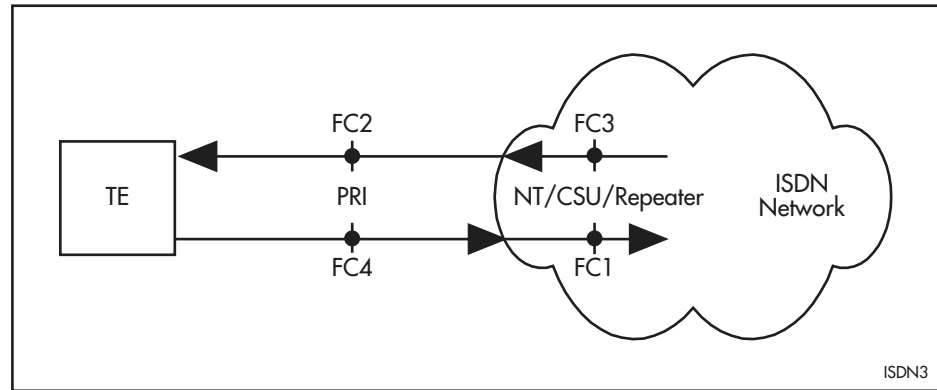 FC2
FC3
TE
PRI
NT/CSU/Repeater
ISDN
Network
FC4
FC1
ISDN3